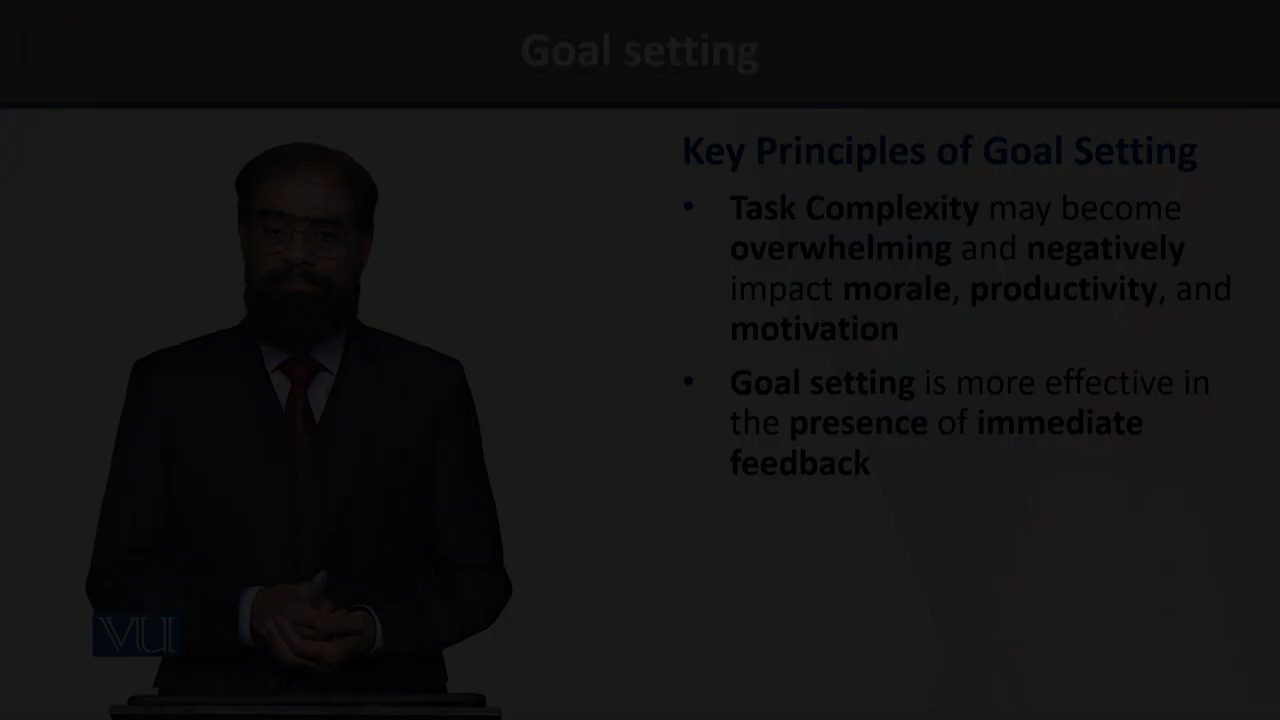 Goal setting
Key Principles of Goal Setting
• Task Complexity may become
overwhelming and negatively
impact morale, productivity, and
motivation
• Goal setting is more effective in
the presence of immediate
feedback
VU